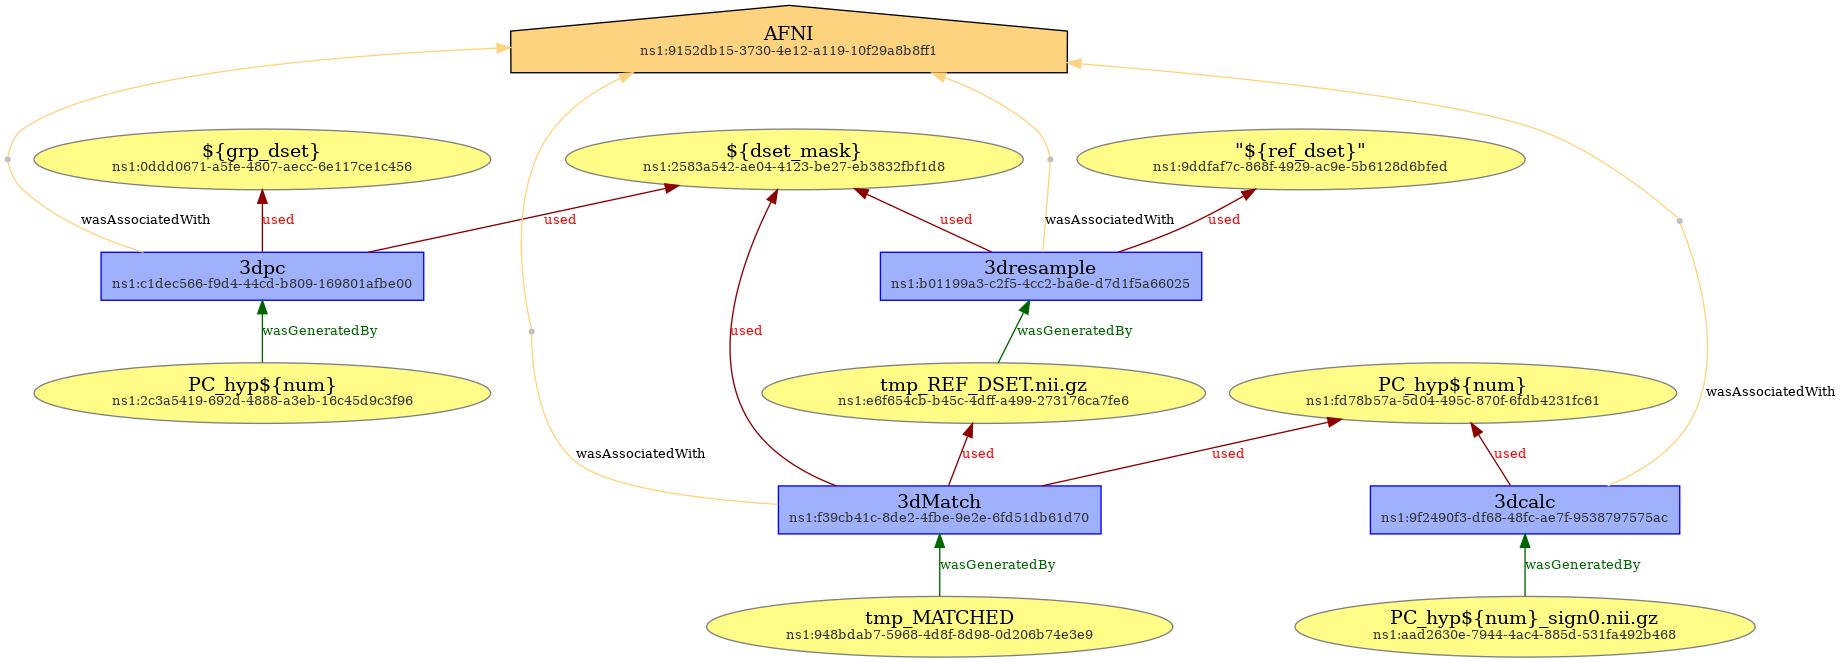 AFNI
ns1:9152db15-3730-4e12-a119-10f29a8b8ff1
${grp_dset}
ns1:0ddd0671-a5fe-4807-aecc-6e117ce1c456
${dset_mask}
ns1:2583a542-ae04-4123-be27-eb3832fbf1d8
"${ref_dset}"
ns1:9ddfaf7c-868f-4929-ac9e-5b6128d6bfed
wasAssociatedWith
used
used
used
wasAssociatedWith
used
3dpc
ns1:c1dec566-f9d4-44cd-b809-169801afbe00
3dresample
ns1:b01199a3-c2f5-4cc2-ba6e-d7d1f5a66025
wasGeneratedBy
used
wasGeneratedBy
PC_hyp${num}
ns1:2c3a5419-692d-4888-a3eb-16c45d9c3f96
tmp_REF_DSET.nii.gz
ns1:e6f654cb-b45c-4dff-a499-273176ca7fe6
PC_hyp${num}
ns1:fd78b57a-5d04-495c-870f-6fdb4231fc61
wasAssociatedWith
wasAssociatedWith
used
used
used
3dMatch
ns1:f39cb41c-8de2-4fbe-9e2e-6fd51db61d70
3dcalc
ns1:9f2490f3-df68-48fc-ae7f-9538797575ac
wasGeneratedBy
wasGeneratedBy
tmp_MATCHED
ns1:948bdab7-5968-4d8f-8d98-0d206b74e3e9
PC_hyp${num}_sign0.nii.gz
ns1:aad2630e-7944-4ac4-885d-531fa492b468